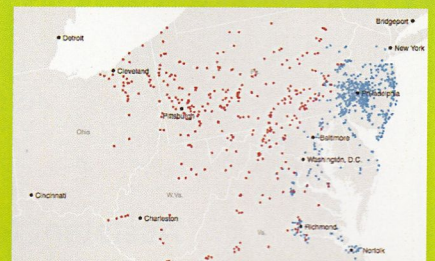 Bridgeport
Detroit
New York
Cleveland
Philadelphia
Pittsburgh
Ohio
Baltimore
Washington, D.C.
Cincinnati
W.Va.
Charleston
Richmond
Va.
Norfolk